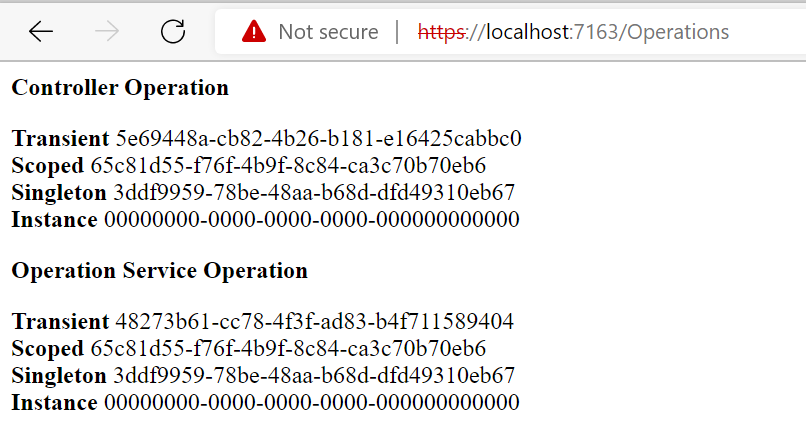 Not secure | https://localhost:7163/Operations
Controller Operation
Transient 5e69448a-cb82-4b26-b181-e16425cabbc0
Scoped 65c81d55-f76f-4b9f-8c84-ca3c70b70eb6
Singleton 3ddf9959-78be-48aa-b68d-dfd49310eb67
Instance 00000000-0000-0000-0000-000000000000
Operation Service Operation
Transient 48273b61-cc78-4f3f-ad83-b4f711589404
Scoped 65c81d55-f76f-4b9f-8c84-ca3c70b70eb6
Singleton 3ddf9959-78be-48aa-b68d-dfd49310eb67
Instance 00000000-0000-0000-0000-000000000000